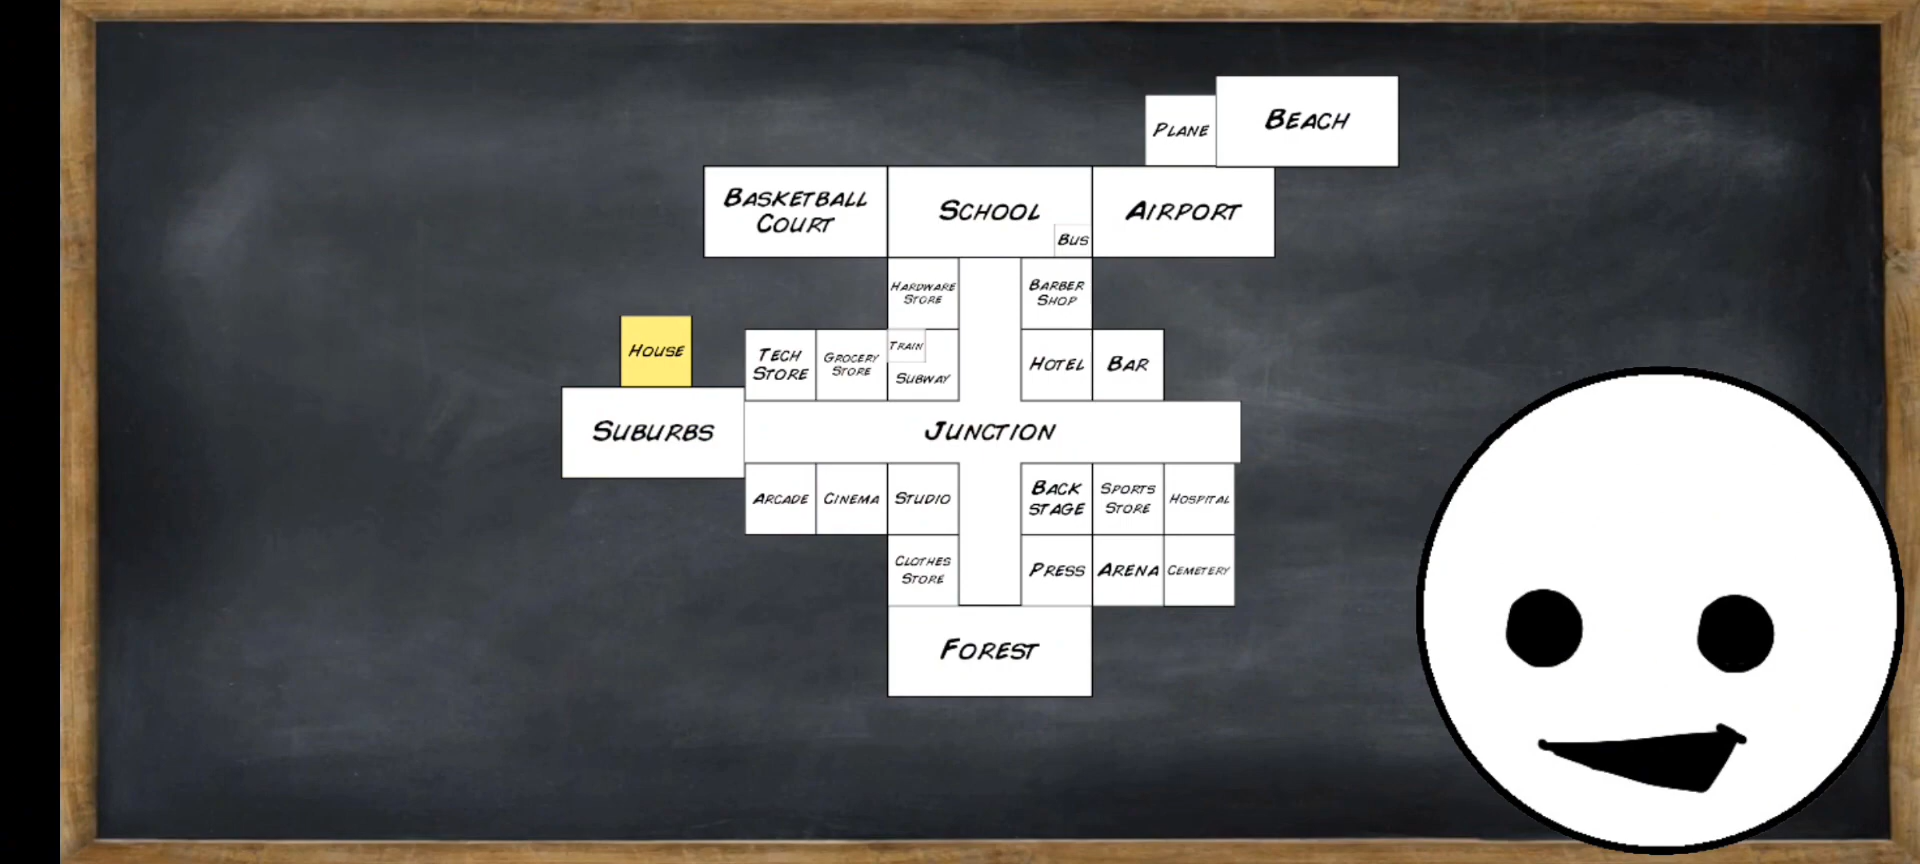 BEACH
PLANE
BASKETBALL
COURT
SCHOOL
AIRPORT
BUS
HARDWARE
STORE
BARBER
SHOP
HOUSE
TECH
STORE
GROCERY
STORE
TRAIN
SUBWAY
HOTEL
BAR
SUBURBS
JUNCTION
ARCADE
CINEMA
STUDIO
BACK
STAGE
SPORTS
STORE
HOSPITAL
CLOTHES
STORE
PRESS
ARENA
CEMETERY
FOREST